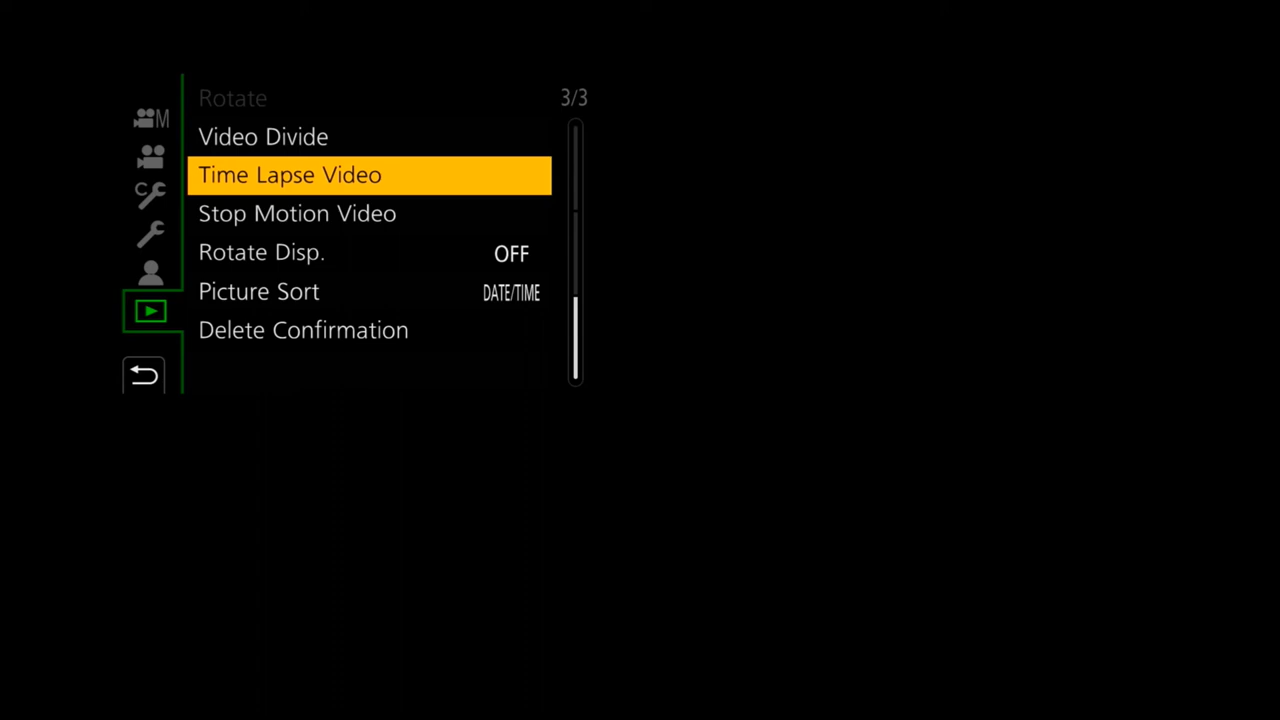 Rotate 3/3
M
Video Divide
Time Lapse Video
C
Stop Motion Video
Rotate Disp. OFF
Picture Sort DATE/TIME
Delete Confirmation